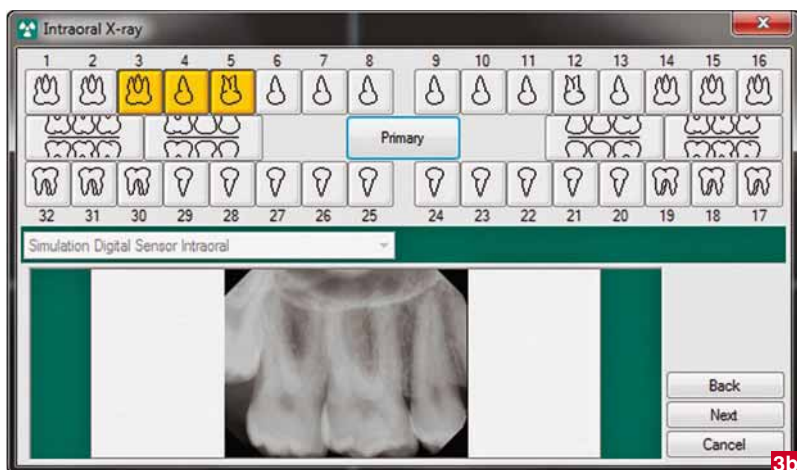 Intraoral X-ray
X
1 2 3 4 5 6 7 8 9 10 11 12 13 14 15 16
Primary
32 31 30 29 28 27 26 25 24 23 22 21 20 19 18 17
Simulation Digital Sensor Intraoral
Back
Next
Cancel
3b